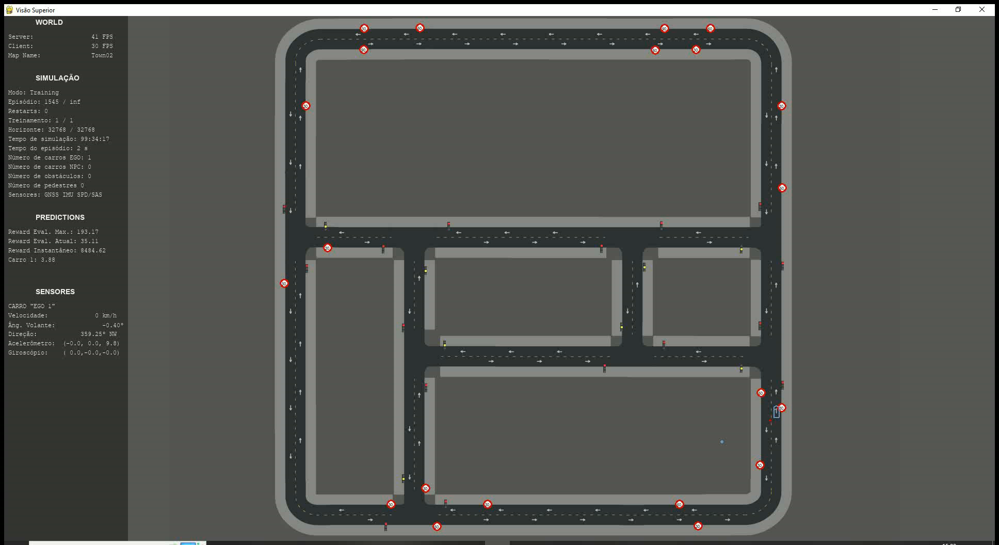 Visão Superior
WORLD
Server: 41 FPS
Client: 30 FPS
Map Name: Town02
SIMULAÇÃO
Modo: Training
Episódio: 1545 / inf
Restarts: 0
Treinamento: 1 / 1
Horizonte: 32768 / 32768
Tempo de simulação: 99:34:17
Tempo do episódio: 2 s
Número de carros EGO: 1
Número de carros NPC: 0
Número de obstáculos: 0
Número de pedestres 0
Sensores: GNSS IMU SPD/SAS
PREDICTIONS
Reward Eval. Max.: 193.17
Reward Eval. Atual: 35.11
Reward Instantâneo: 8484.62
Carro 1: 3.88
SENSORES
CARRO "EGO 1"
Velocidade: 0 km/h
Âng. Volante: -0.40°
Direção: 359.25° NW
Acelerômetro: (-0.0, 0.0, 9.8)
Giroscópio: ( 0.0,-0.0,-0.0)